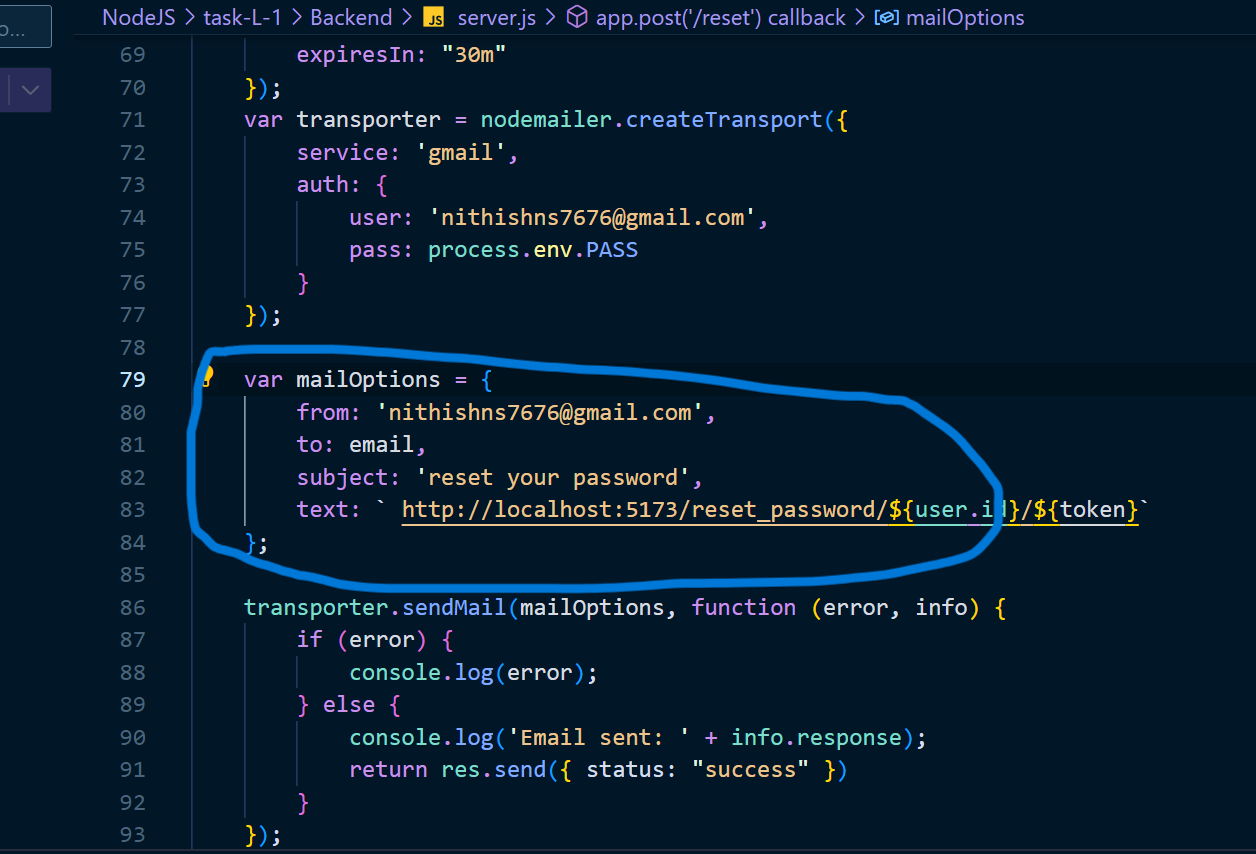 o...
NodeJS > task-L-1 > Backend > JS server.js > app.post('/reset') callback > mailOptions
69 expiresIn: "30m"
70 });
71 var transporter = nodemailer.createTransport({
72 service: 'gmail',
73 auth: {
74 user: 'nithishns7676@gmail.com',
75 pass: process.env.PASS
76 }
77 });
78
79 var mailOptions = {
80 from: 'nithishns7676@gmail.com',
81 to: email,
82 subject: 'reset your password',
83 text: ` http://localhost:5173/reset_password/${user.id}/${token}`
84 };
85
86 transporter.sendMail(mailOptions, function (error, info) {
87 if (error) {
88 console.log(error);
89 } else {
90 console.log('Email sent: ' + info.response);
91 return res.send({ status: "success" })
92 }
93 });